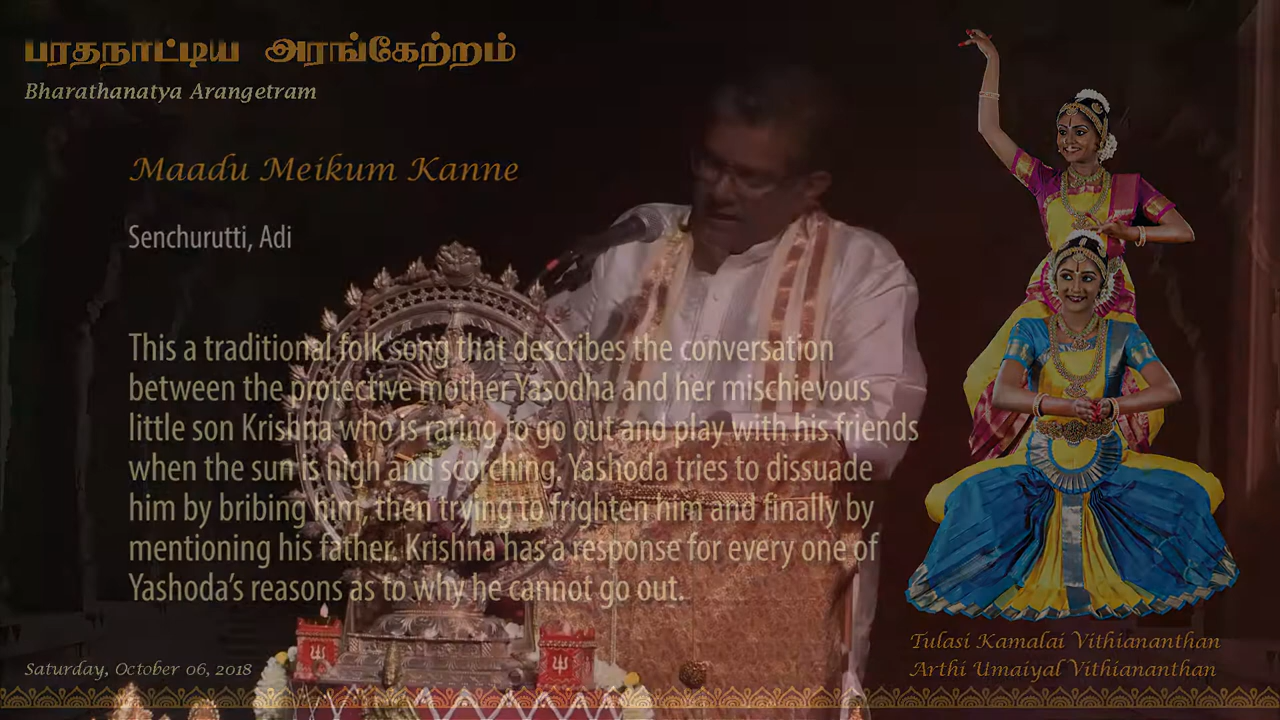 பரதநாட்டிய அரங்கேற்றம்
Bharathanatya Arangetram
Maadu Meikum Kanne
Senchurutti, Adi
This a traditional folk song that describes the conversation
between the protective mother Yasodha and her mischevous
little son Krishna who is raring to go out and play with his friends
when the sun is high and scorching. Yashoda tries to dissuade
him by bribing him, then trying to frighten him and finally by
mentioning his father. Krishna has a response for every one of
Yashoda's reasons as to why he cannot go out.
Tulasi Kamalai Vithiananthan
Arthi Umaiyal Vithiananthan
Saturday, October 06, 2018